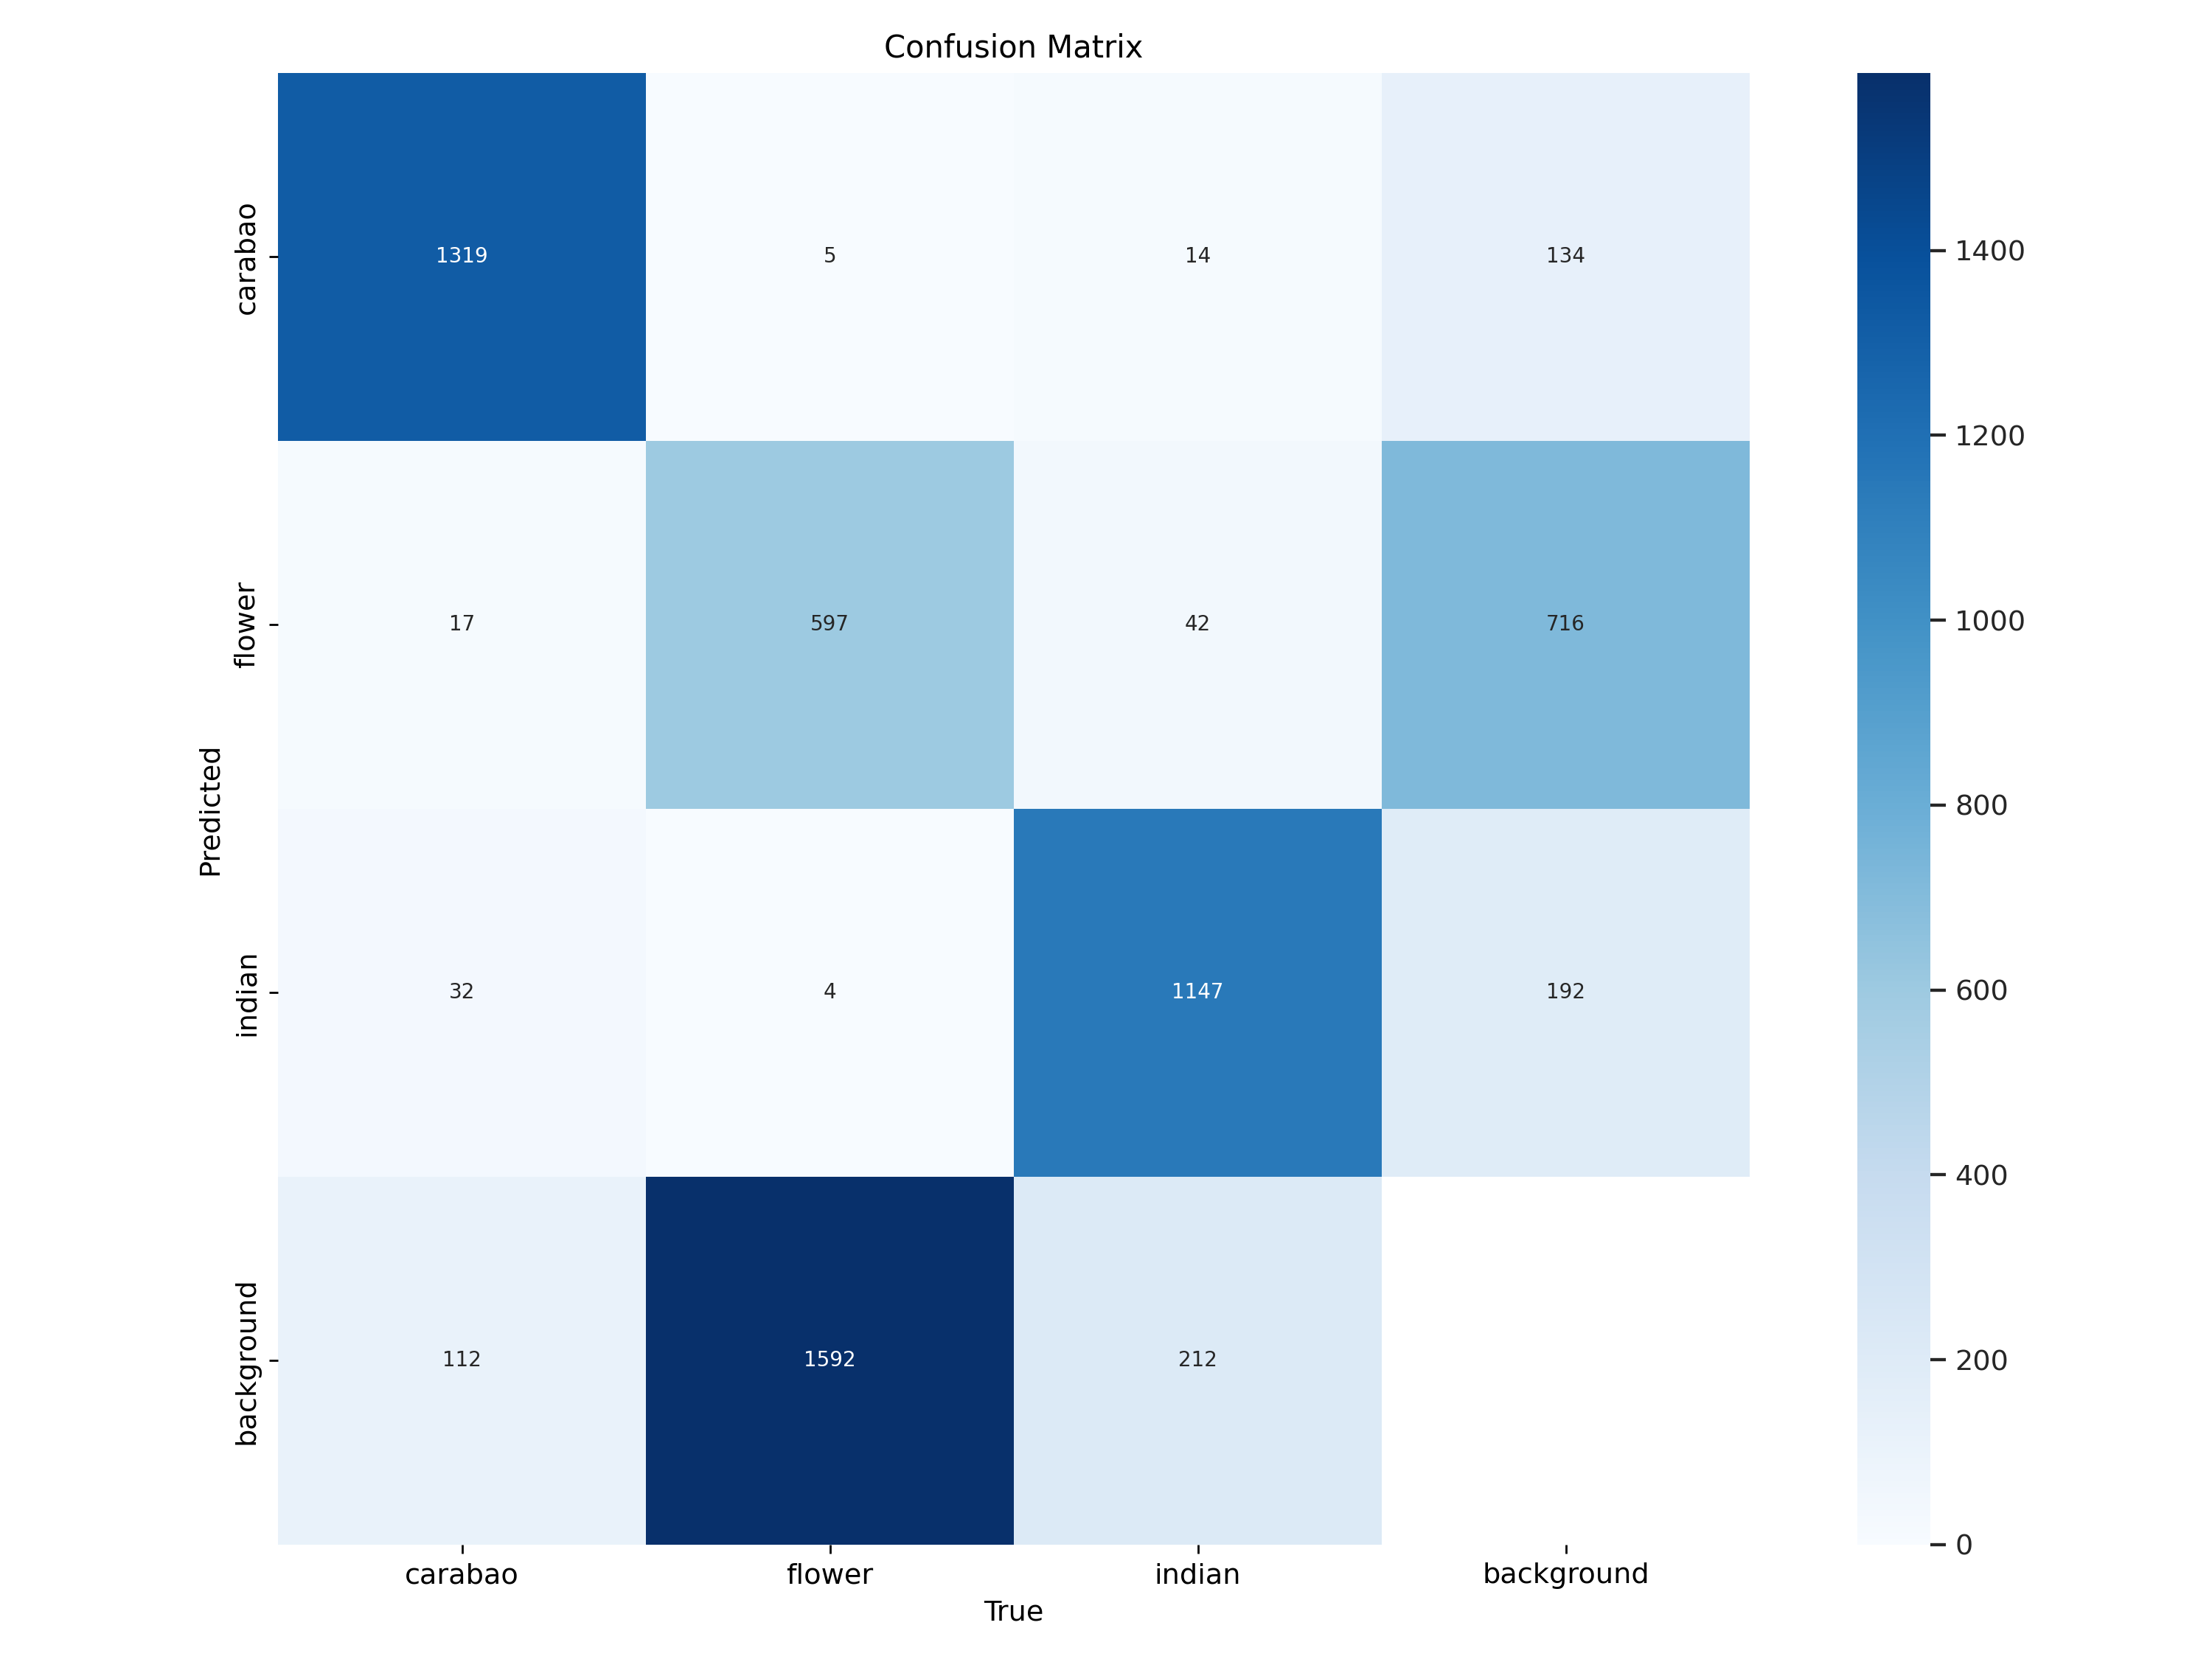 Confusion Matrix
carabao 1319 5 14 134
flower 17 597 42 716
indian 32 4 1147 192
background 112 1592 212
carabao flower indian background
True
Predicted
1400
1200
1000
800
600
400
200
0